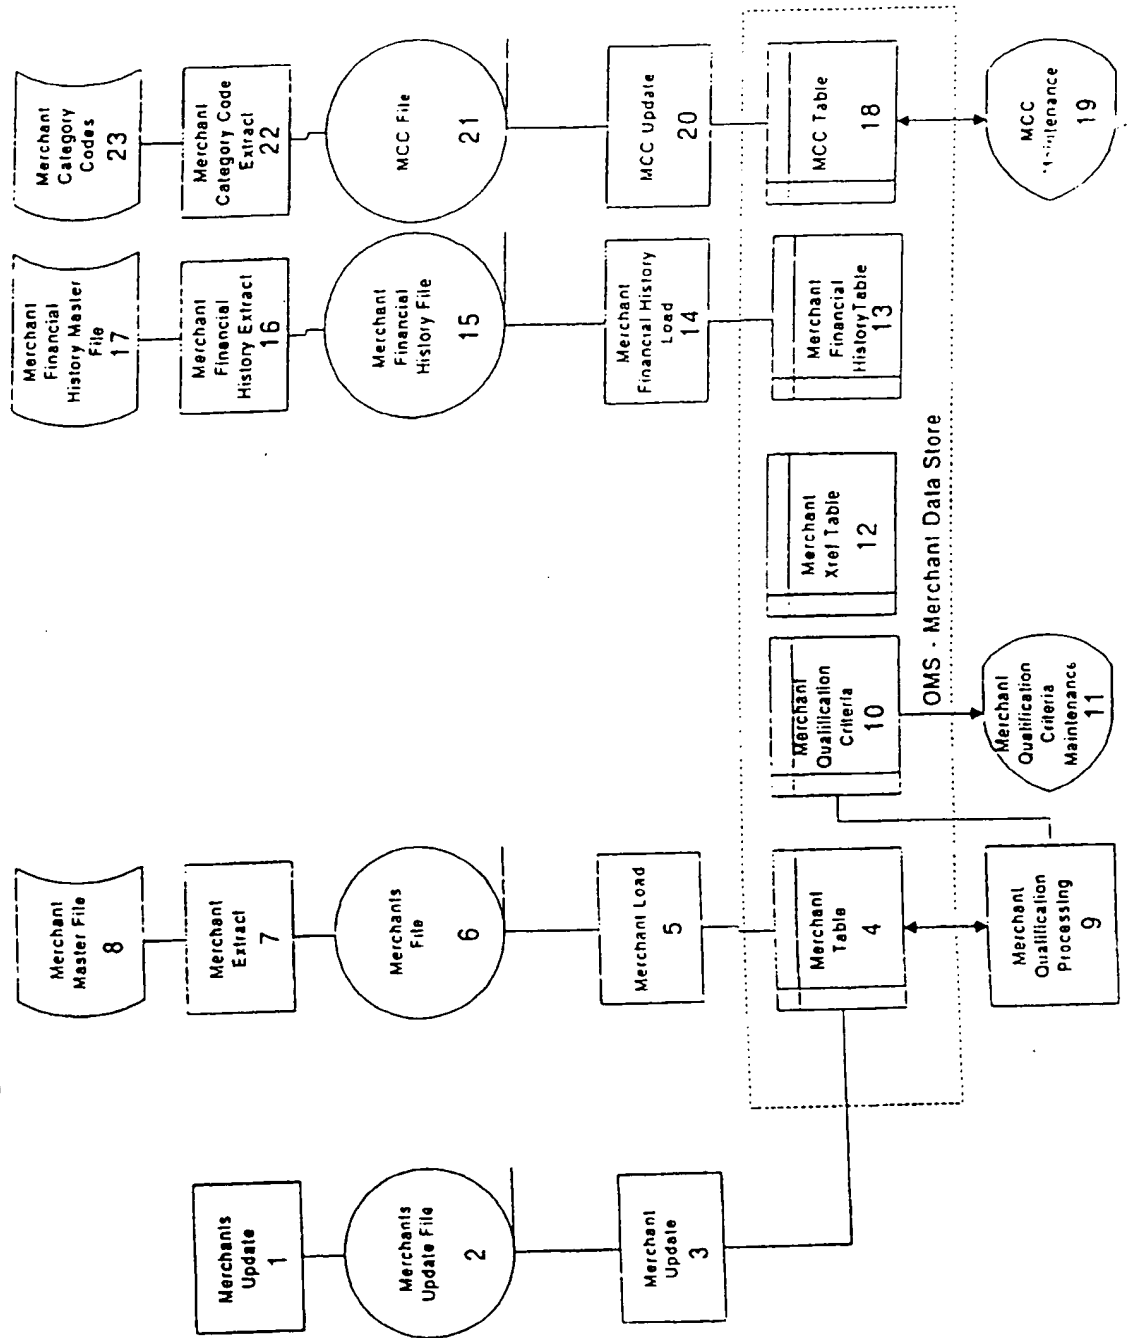 Merchants
Update
1
Merchants
Update File
2
Merchant
Update
3
Merchant
Master File
8
Merchant
Extract
7
Merchants
File
6
Merchant Load
5
Merchant
Table
4
Merchant
Qualification
Processing
9
Merchant
Qualification
Criteria
10
Merchant
Qualification
Criteria
Maintenance
11
Merchant
Xref Table
12
OMS - Merchant Data Store
Merchant
Financial
History Master
File
17
Merchant
Financial
History Extract
16
Merchant
Financial
History File
15
Merchant
Financial History
Load
14
Merchant
Financial
History Table
13
Merchant
Category
Codes
23
Merchant
Category Code
Extract
22
MCC File
21
MCC Update
20
MCC Table
18
MCC
19